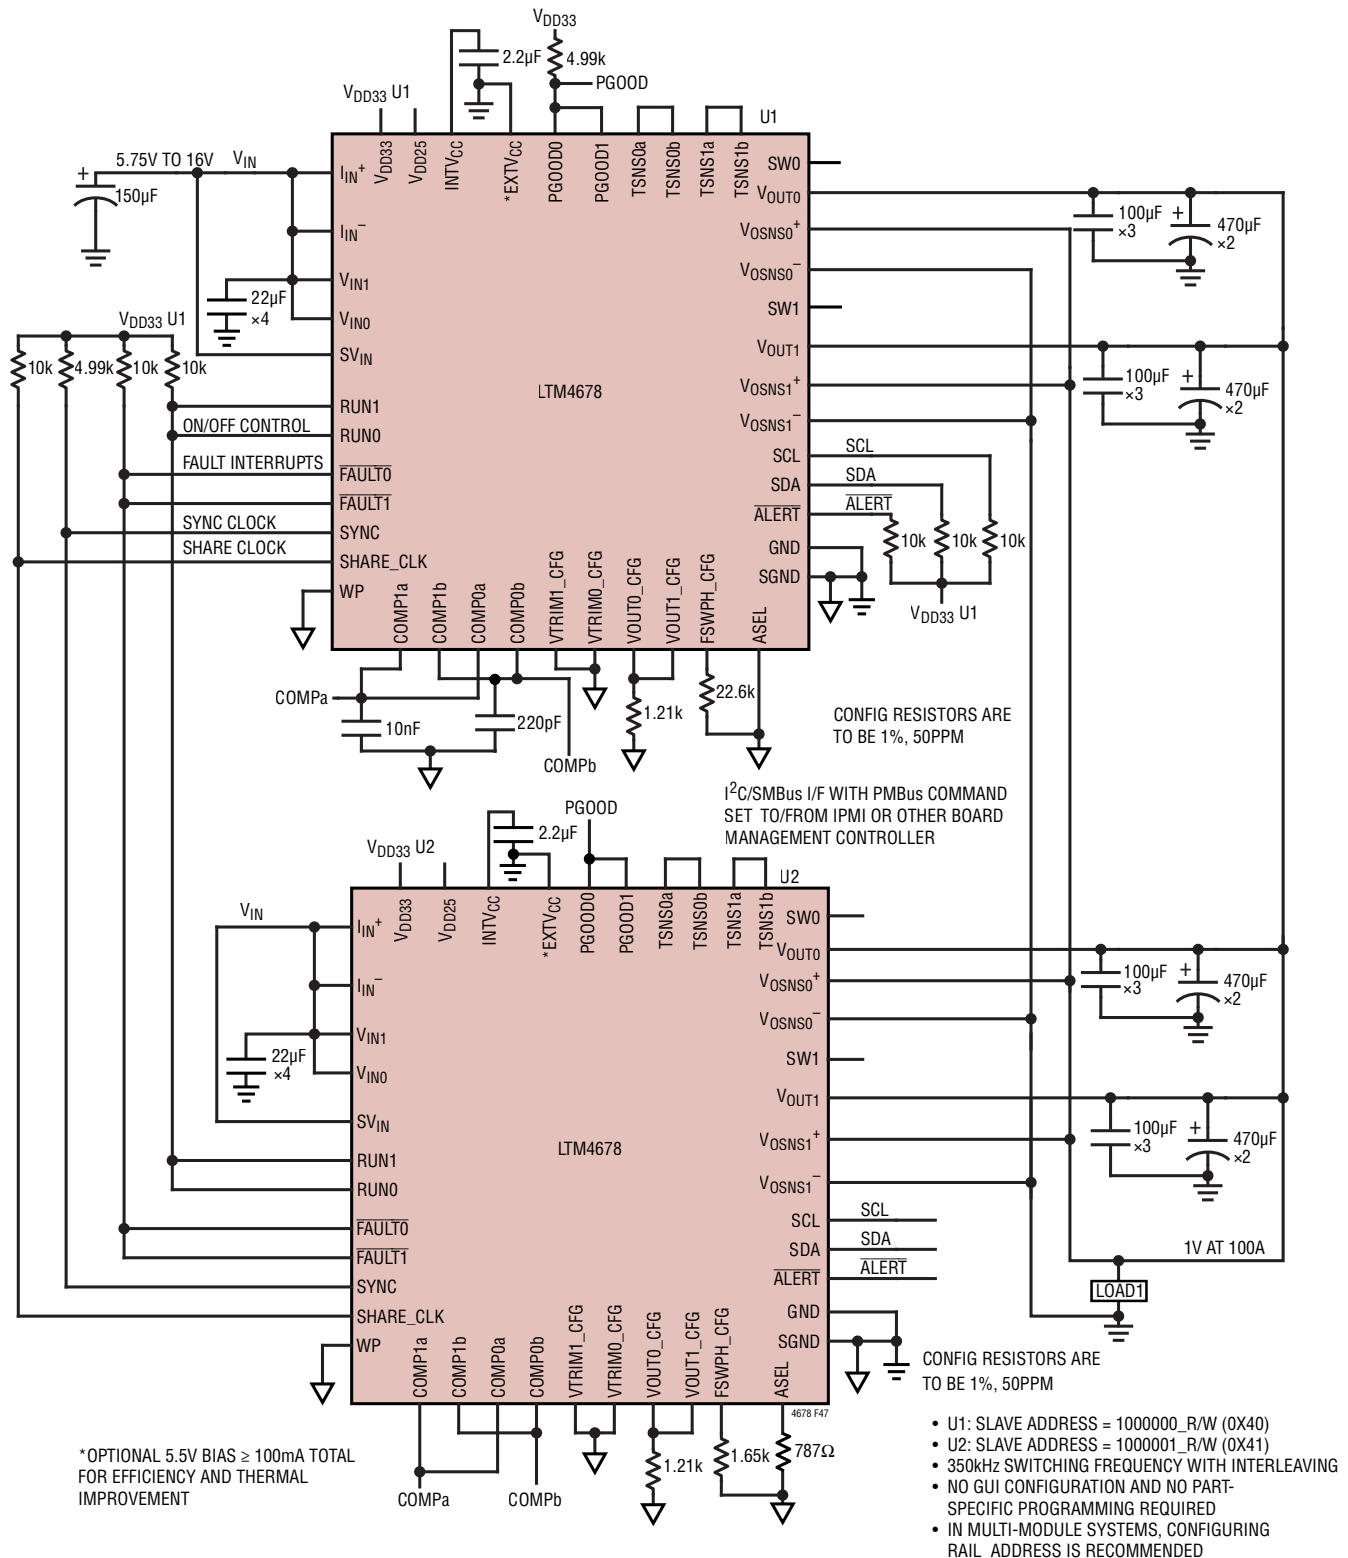 VDD33
2.2µF
4.99k
PGOOD
VDD33 U1
U1
VDD33
VDD25
INTVCC
*EXTVCC
PGOOD0
PGOOD1
TSNS0a
TSNS0b
TSNS1a
TSNS1b
5.75V TO 16V
VIN
+
150µF
IIN+
IIN–
VIN1
VIN0
SVIN
22µF
×4
VDD33 U1
10k
4.99k
10k
10k
RUN1
ON/OFF CONTROL
RUN0
FAULT INTERRUPTS
FAULT0
FAULT1
SYNC CLOCK
SYNC
SHARE CLOCK
SHARE_CLK
WP
LTM4678
SW0
VOUT0
VOSNS0+
VOSNS0–
SW1
VOUT1
VOSNS1+
VOSNS1–
SCL
SDA
ALERT
GND
SGND
100µF
×3
+
470µF
×2
100µF
×3
+
470µF
×2
SCL
SDA
ALERT
10k
10k
10k
VDD33 U1
COMP1a
COMP1b
COMP0a
COMP0b
VTRIM1_CFG
VTRIM0_CFG
VOUT0_CFG
VOUT1_CFG
FSWPH_CFG
ASEL
COMPa
10nF
220pF
COMPb
1.21k
22.6k
CONFIG RESISTORS ARE
TO BE 1%, 50PPM
I2C/SMBus I/F WITH PMBus COMMAND
SET TO/FROM IPMI OR OTHER BOARD
MANAGEMENT CONTROLLER
PGOOD
2.2µF
VDD33 U2
U2
VDD33
VDD25
INTVCC
*EXTVCC
PGOOD0
PGOOD1
TSNS0a
TSNS0b
TSNS1a
TSNS1b
VIN
IIN+
IIN–
VIN1
VIN0
SVIN
22µF
×4
RUN1
RUN0
FAULT0
FAULT1
SYNC
SHARE_CLK
WP
LTM4678
SW0
VOUT0
VOSNS0+
VOSNS0–
SW1
VOUT1
VOSNS1+
VOSNS1–
SCL
SDA
ALERT
GND
SGND
100µF
×3
+
470µF
×2
100µF
×3
+
470µF
×2
SCL
SDA
ALERT
1V AT 100A
LOAD1
COMP1a
COMP1b
COMP0a
COMP0b
VTRIM1_CFG
VTRIM0_CFG
VOUT0_CFG
VOUT1_CFG
FSWPH_CFG
ASEL
4678 F47
COMPa
COMPb
1.21k
1.65k
787Ω
CONFIG RESISTORS ARE
TO BE 1%, 50PPM
*OPTIONAL 5.5V BIAS ≥ 100mA TOTAL
FOR EFFICIENCY AND THERMAL
IMPROVEMENT
• U1: SLAVE ADDRESS = 1000000_R/W (0X40)
• U2: SLAVE ADDRESS = 1000001_R/W (0X41)
• 350kHz SWITCHING FREQUENCY WITH INTERLEAVING
• NO GUI CONFIGURATION AND NO PART-
SPECIFIC PROGRAMMING REQUIRED
• IN MULTI-MODULE SYSTEMS, CONFIGURING
RAIL ADDRESS IS RECOMMENDED